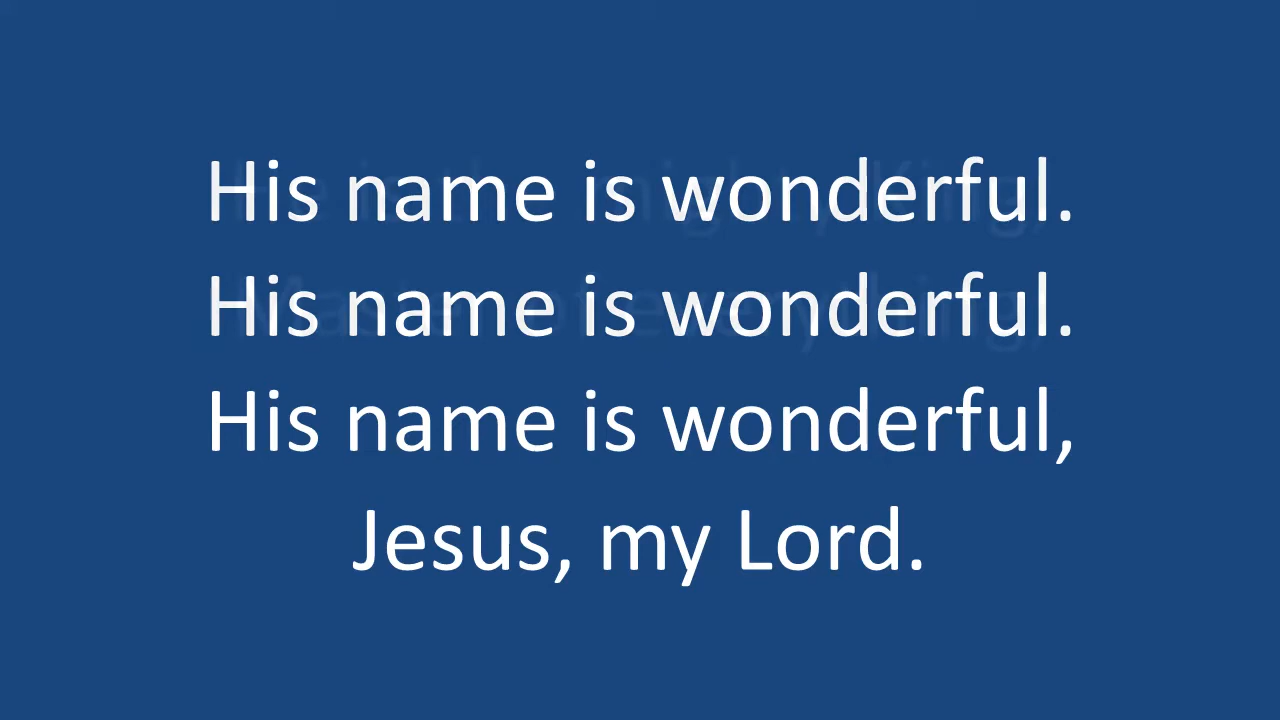 His name is wonderful.
His name is wonderful.
His name is wonderful,
Jesus, my Lord.